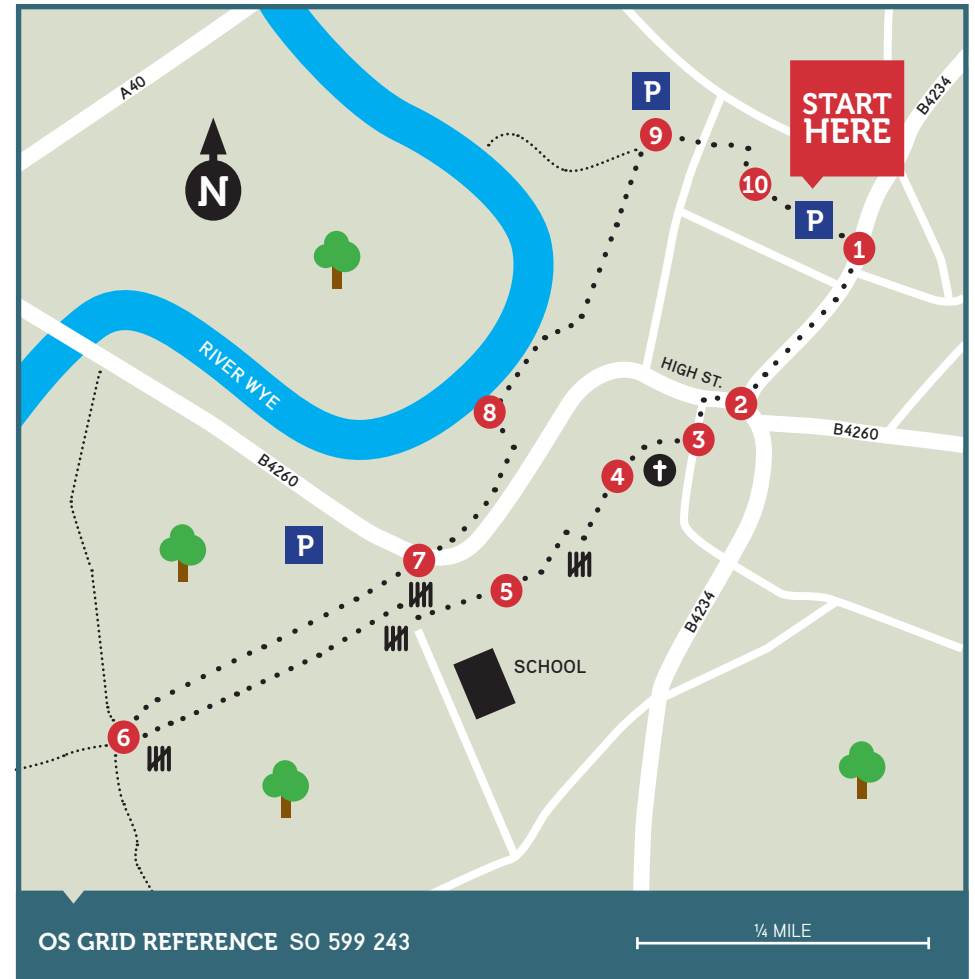 A40
B4234
START
HERE
P
9
N
10
P
1
RIVER WYE
HIGH ST.
2
8
3
B4260
4
B4260
P
7
5
B4234
SCHOOL
6
OS GRID REFERENCE SO 599 243
¼ MILE